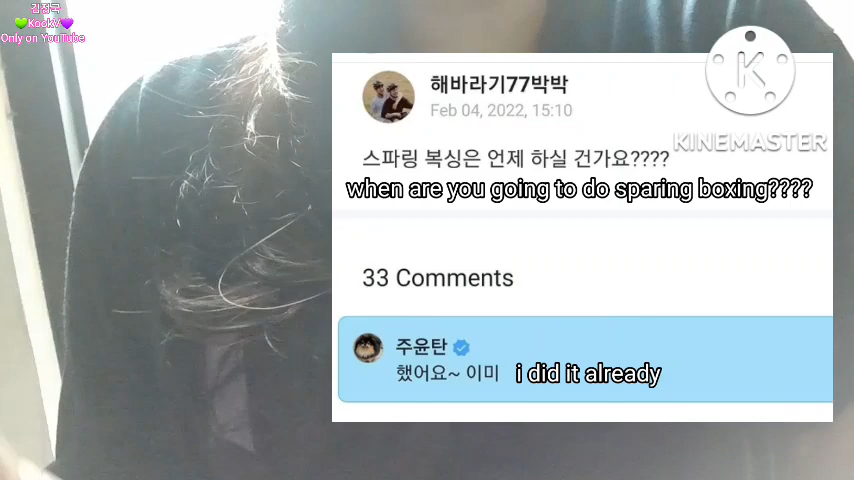 김정국
💚KookV💜
Only on YouTube
K
KINEMASTER
해바라기77박박
Feb 04, 2022, 15:10
스파링 복싱은 언제 하실 건가요????
when are you going to do sparing boxing????
33 Comments
주윤탄
했어요~ 이미 i did it already